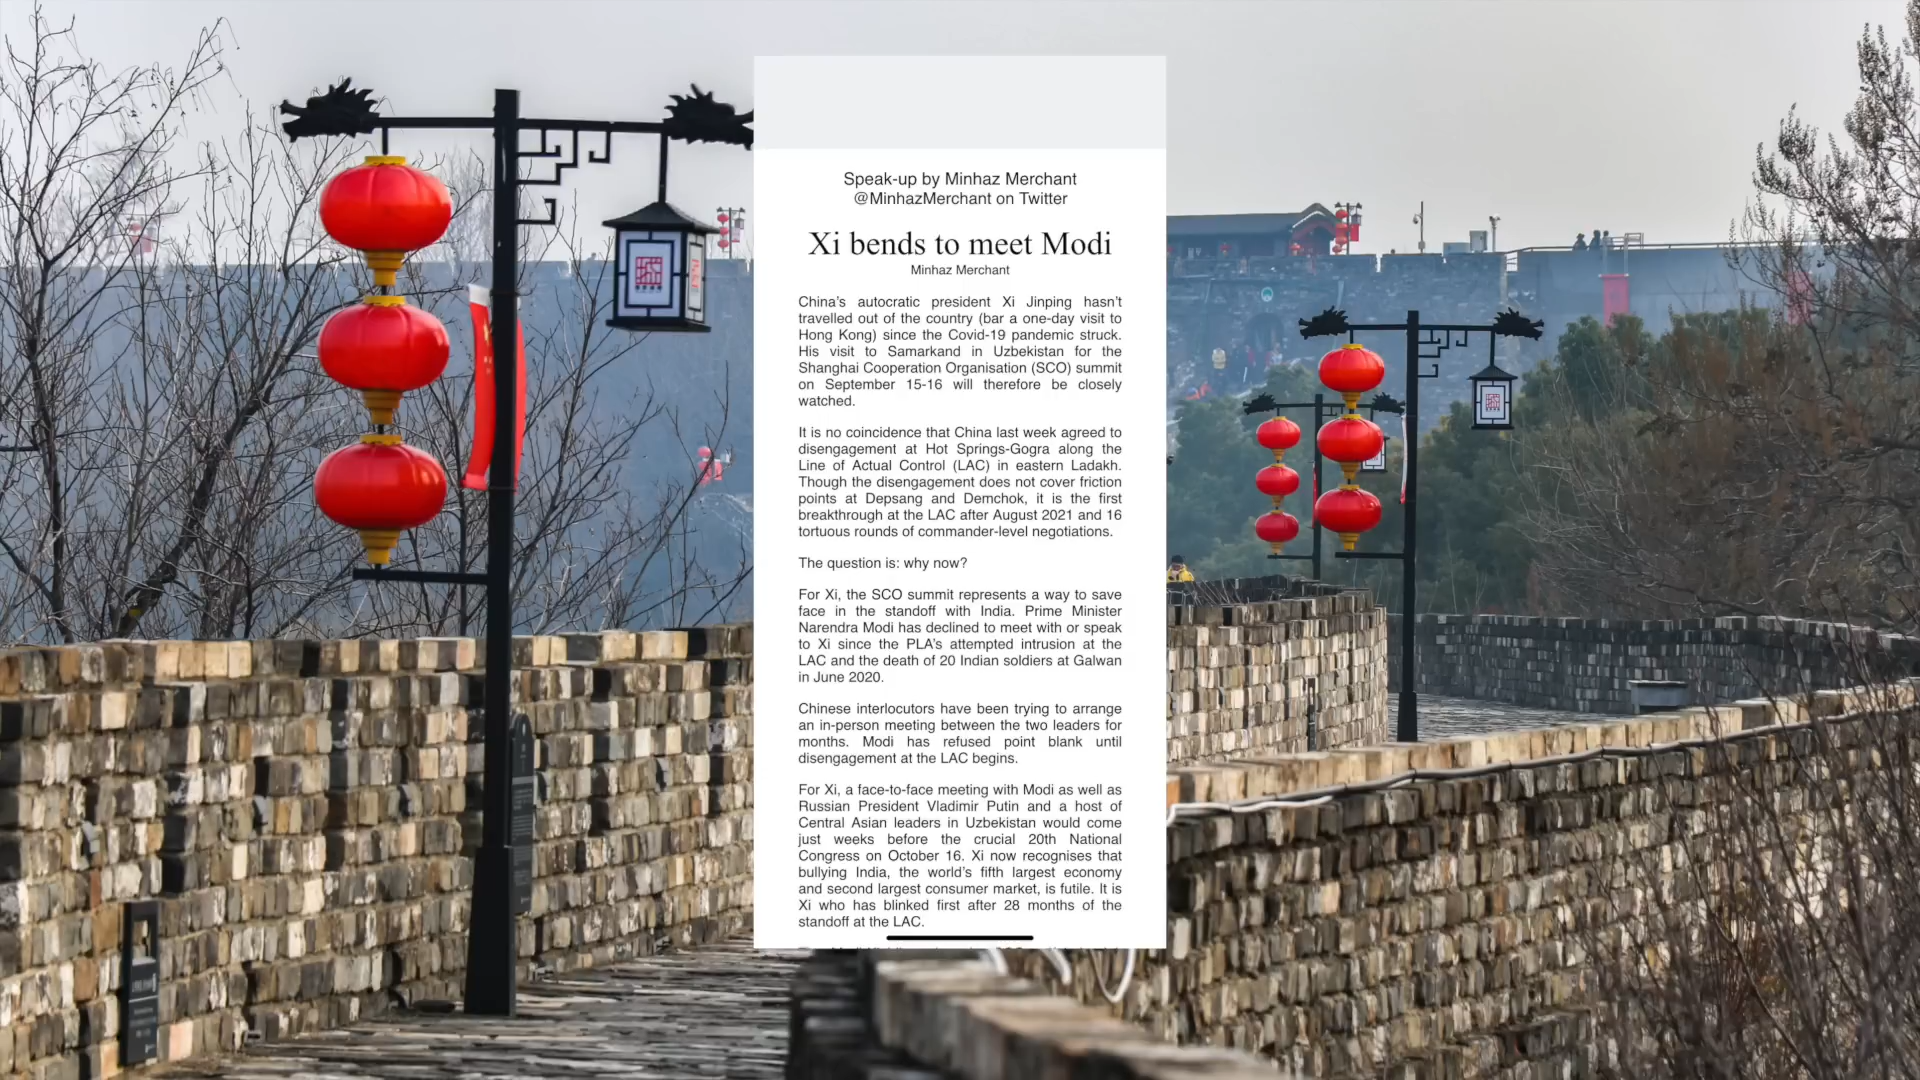 Speak-up by Minhaz Merchant
@MinhazMerchant on Twitter
Xi bends to meet Modi
Minhaz Merchant
China’s autocratic president Xi Jinping hasn’t
travelled out of the country (bar a one-day visit to
Hong Kong) since the Covid-19 pandemic struck.
His visit to Samarkand in Uzbekistan for the
Shanghai Cooperation Organisation (SCO) summit
on September 15-16 will therefore be closely
watched.
It is no coincidence that China last week agreed to
disengagement at Hot Springs-Gogra along the
Line of Actual Control (LAC) in eastern Ladakh.
Though the disengagement does not cover friction
points at Depsang and Demchok, it is the first
breakthrough at the LAC after August 2021 and 16
tortuous rounds of commander-level negotiations.
The question is: why now?
For Xi, the SCO summit represents a way to save
face in the standoff with India. Prime Minister
Narendra Modi has declined to meet with or speak
to Xi since the PLA’s attempted intrusion at the
LAC and the death of 20 Indian soldiers at Galwan
in June 2020.
Chinese interlocutors have been trying to arrange
an in-person meeting between the two leaders for
months. Modi has refused point blank until
disengagement at the LAC begins.
For Xi, a face-to-face meeting with Modi as well as
Russian President Vladimir Putin and a host of
Central Asian leaders in Uzbekistan would come
just weeks before the crucial 20th National
Congress on October 16. Xi now recognises that
bullying India, the world’s fifth largest economy
and second largest consumer market, is futile. It is
Xi who has blinked first after 28 months of the
standoff at the LAC.